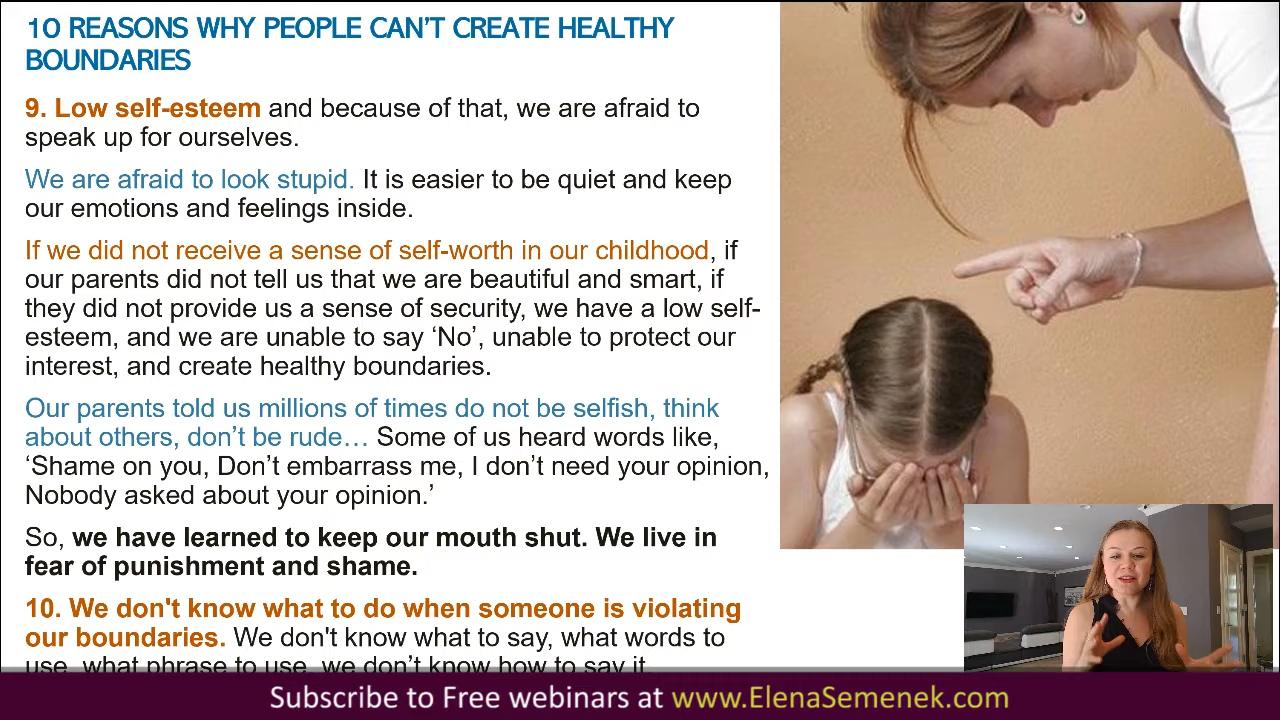 10 REASONS WHY PEOPLE CAN’T CREATE HEALTHY
BOUNDARIES
9. Low self-esteem and because of that, we are afraid to
speak up for ourselves.
We are afraid to look stupid. It is easier to be quiet and keep
our emotions and feelings inside.
If we did not receive a sense of self-worth in our childhood, if
our parents did not tell us that we are beautiful and smart, if
they did not provide us a sense of security, we have a low self-
esteem, and we are unable to say ‘No’, unable to protect our
interest, and create healthy boundaries.
Our parents told us millions of times do not be selfish, think
about others, don’t be rude… Some of us heard words like,
‘Shame on you, Don’t embarrass me, I don’t need your opinion,
Nobody asked about your opinion.’
So, we have learned to keep our mouth shut. We live in
fear of punishment and shame.
10. We don't know what to do when someone is violating
our boundaries. We don't know what to say, what words to
use, what phrase to use, we don’t know how to say it.
Subscribe to Free webinars at www.ElenaSemenek.com